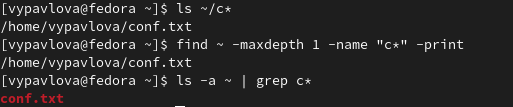 [vypavlova@fedora ~]$ ls ~/c*
/home/vypavlova/conf.txt
[vypavlova@fedora ~]$ find ~ -maxdepth 1 -name "c*" -print
/home/vypavlova/conf.txt
[vypavlova@fedora ~]$ ls -a ~ | grep c*
conf.txt